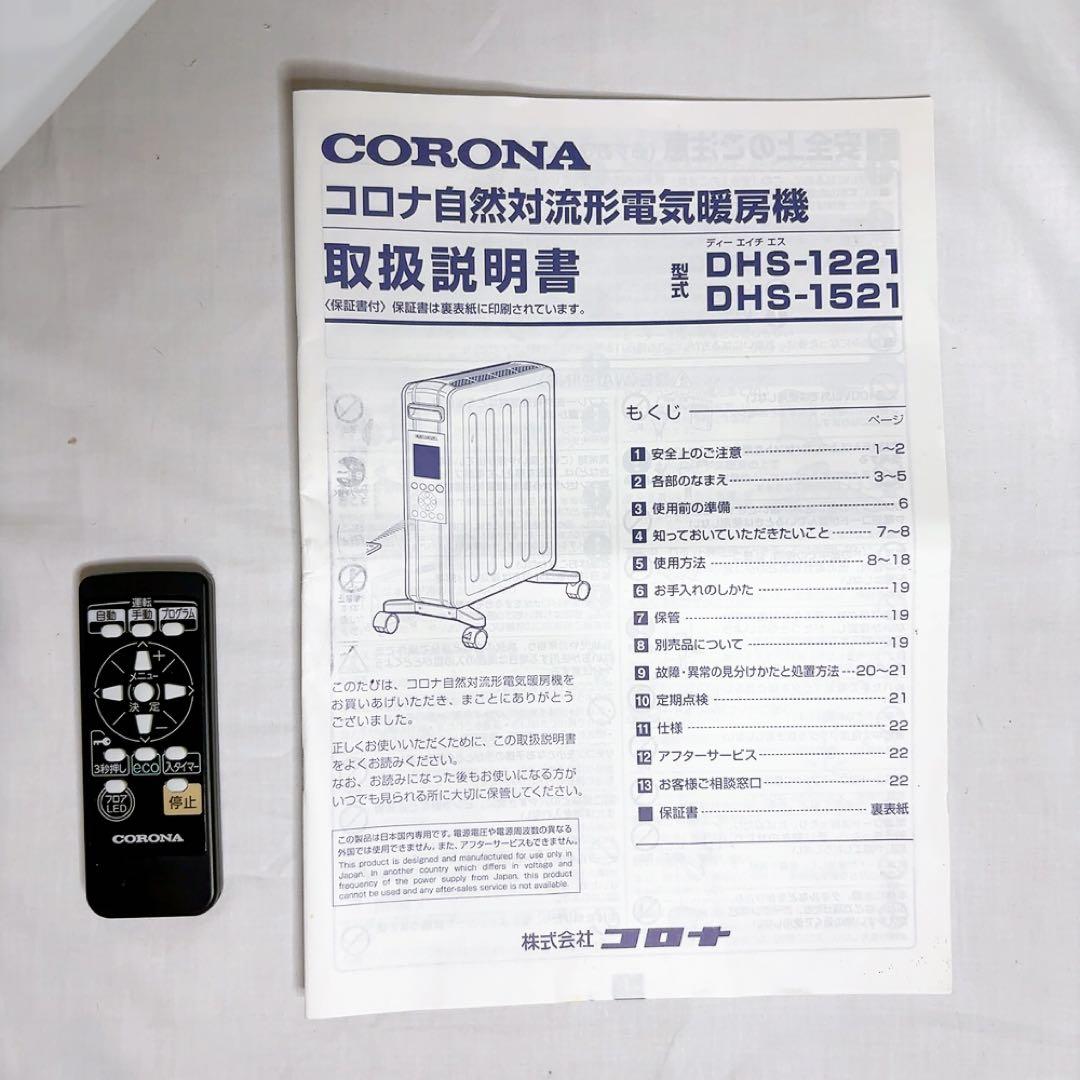 CORONA
コロナ自然対流形電気暖房機
取扱説明書
〈保証書付〉保証書は裏表紙に印刷されています。
型式
ディー エイチ エス
DHS-1221
DHS-1521
もくじ
ページ
1 安全上のご注意 1~2
2 各部のなまえ 3~5
3 使用前の準備 6
4 知っておいていただきたいこと 7~8
5 使用方法 8~18
6 お手入れのしかた 19
7 保管 19
8 別売品について 19
9 故障・異常の見分けかたと処置方法 20~21
10 定期点検 21
11 仕様 22
12 アフターサービス 22
13 お客様ご相談窓口 22
■ 保証書 裏表紙
このたびは、コロナ自然対流形電気暖房機を
お買いあげいただき、まことにありがとう
ございました。
正しくお使いいただくために、この取扱説明書
をよくお読みください。
なお、お読みになった後もお使いになる方が
いつでも見られる所に大切に保管してください。
この製品は日本国内専用です。電源電圧や電源周波数の異なる
外国では使用できません。また、アフターサービスもできません。
This product is designed and manufactured for use only in
Japan. In another country which differs in voltage and
frequency of the power supply from Japan, this product
cannot be used and any after-sales service is not available.
株式会社 コロナ
運転
自動 手動 プログラム
+
メニュー
決定
−
3秒押し eco 入タイマー
フロア
LED
停止
CORONA